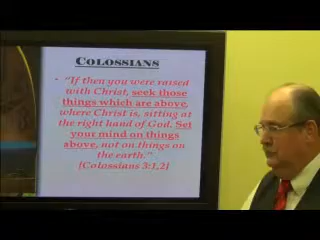 COLOSSIANS
• "If then you were raised
with Christ, seek those
things which are above,
where Christ is, sitting at
the right hand of God. Set
your mind on things
above, not on things on
the earth."
(Colossians 3:1,2)